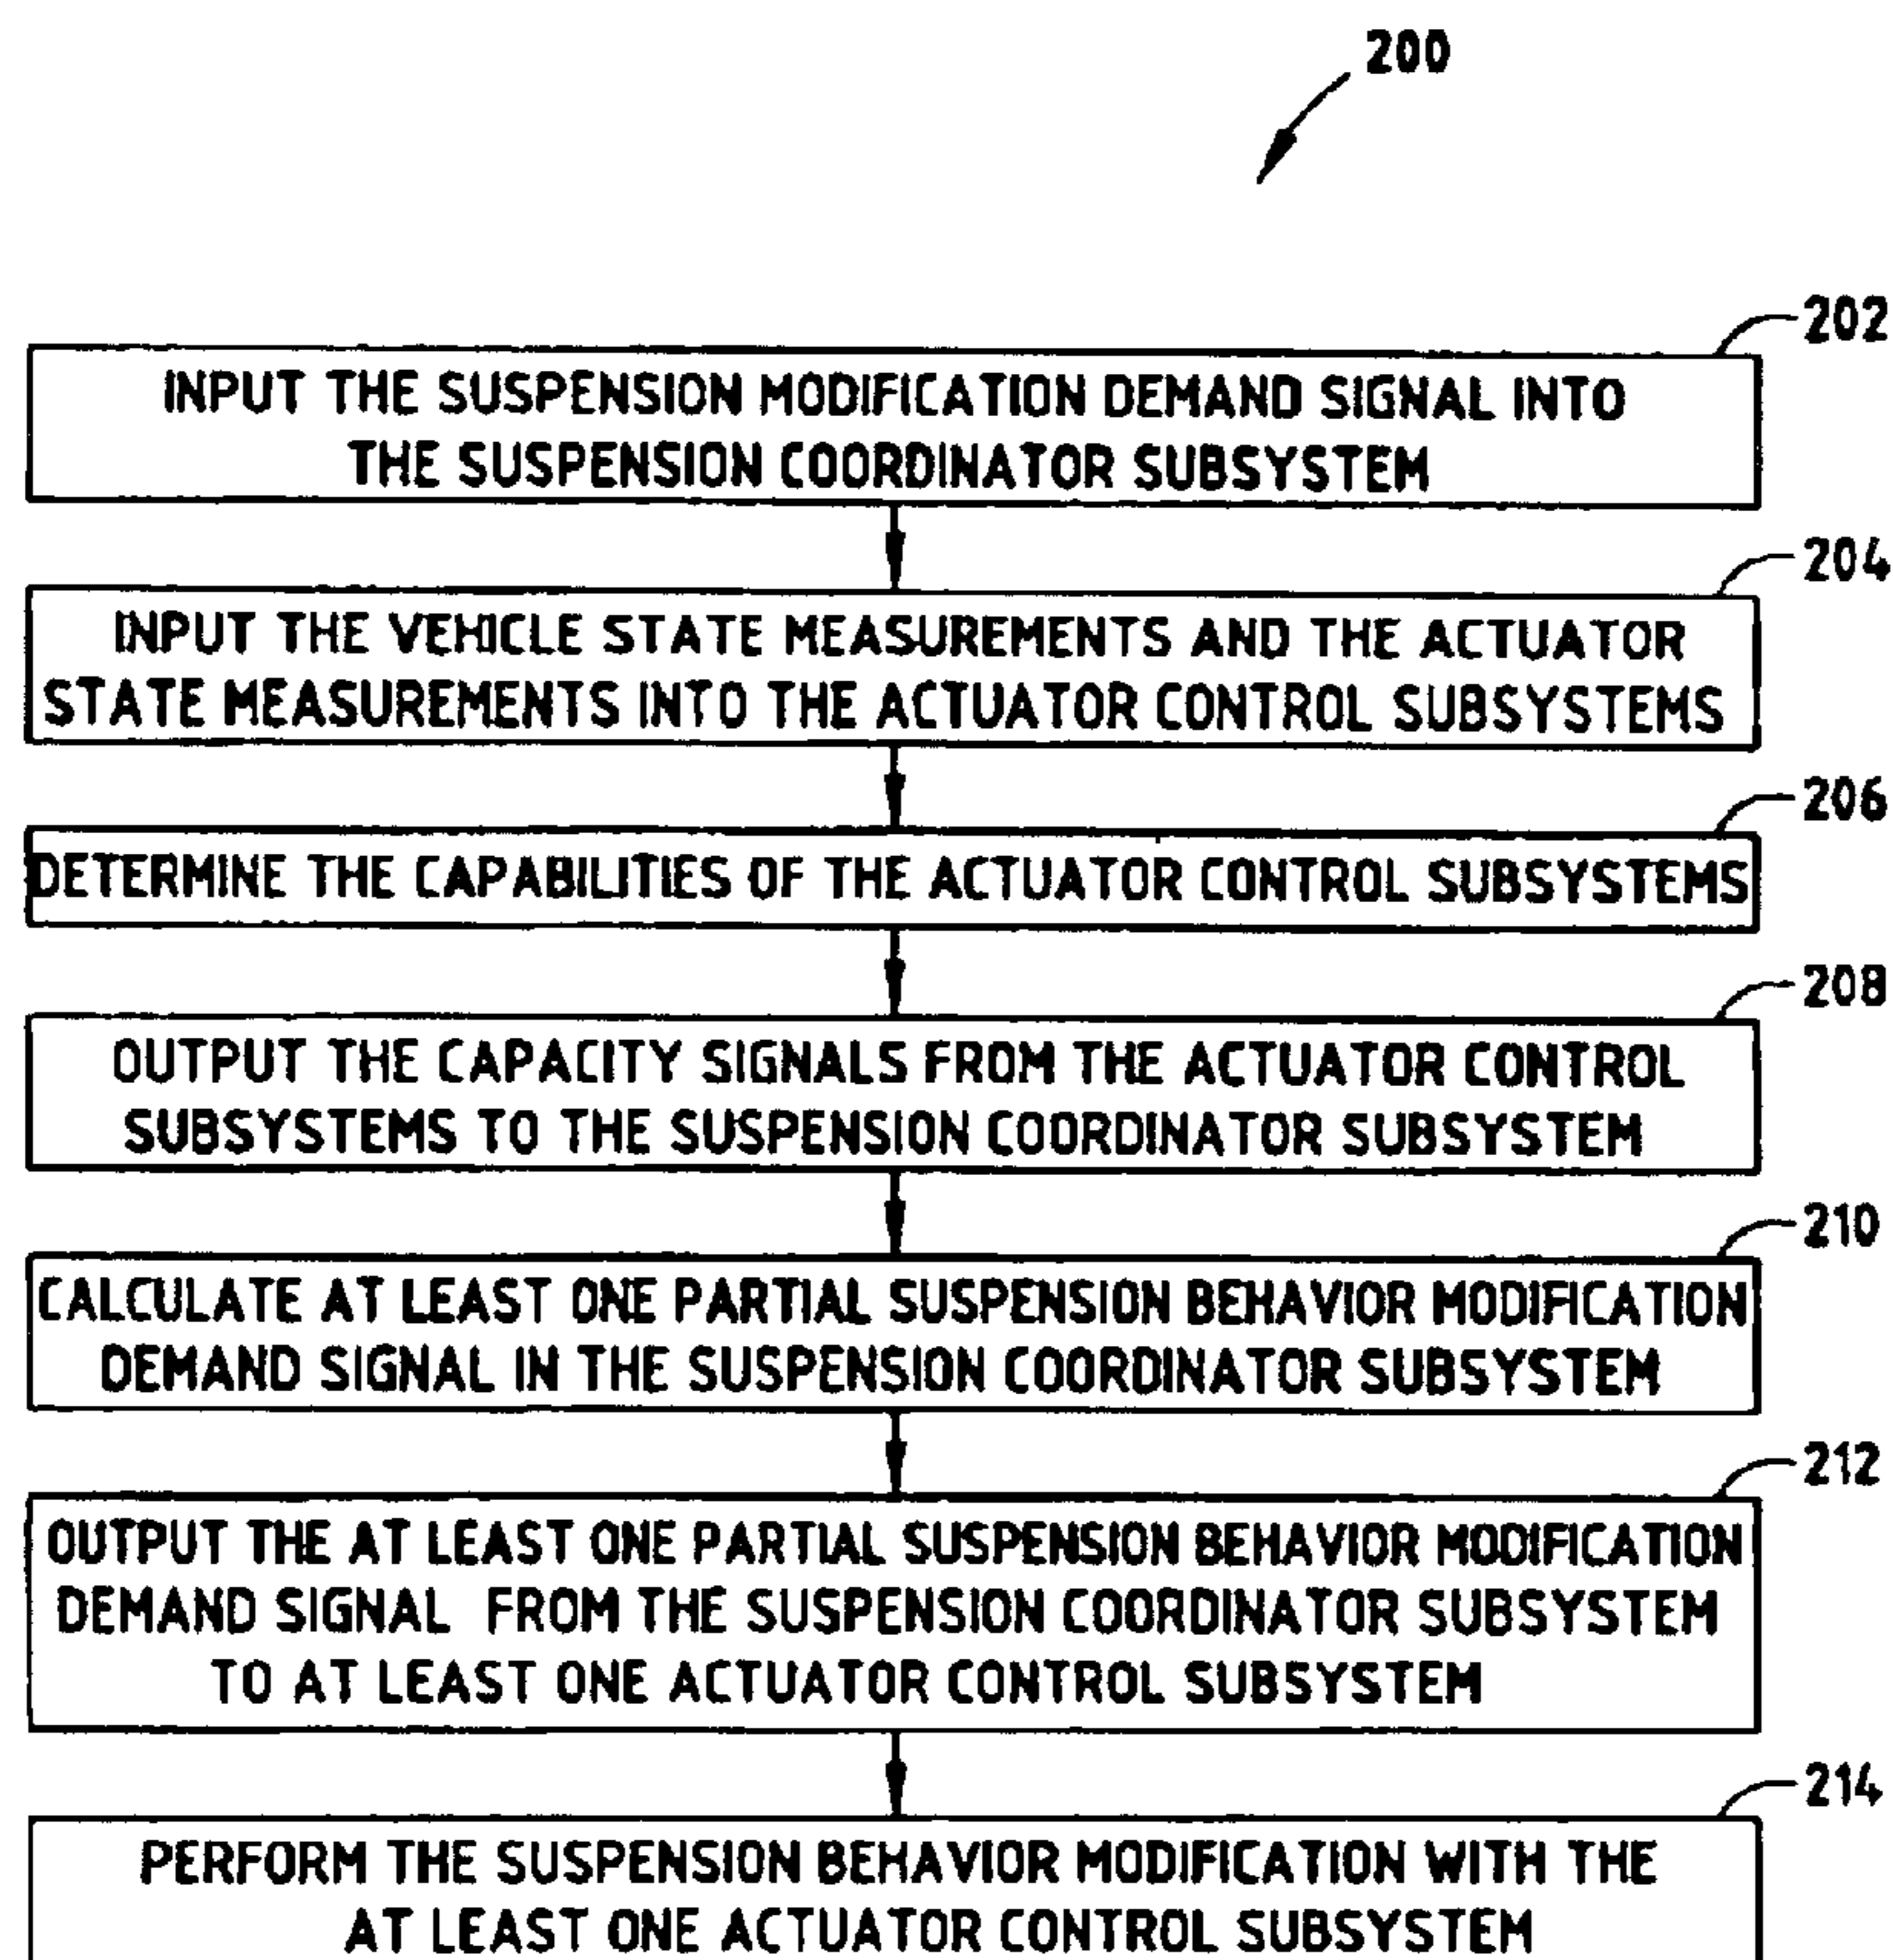 200
202
INPUT THE SUSPENSION MODIFICATION DEMAND SIGNAL INTO
THE SUSPENSION COORDINATOR SUBSYSTEM
204
INPUT THE VEHICLE STATE MEASUREMENTS AND THE ACTUATOR
STATE MEASUREMENTS INTO THE ACTUATOR CONTROL SUBSYSTEMS
206
DETERMINE THE CAPABILITIES OF THE ACTUATOR CONTROL SUBSYSTEMS
208
OUTPUT THE CAPACITY SIGNALS FROM THE ACTUATOR CONTROL
SUBSYSTEMS TO THE SUSPENSION COORDINATOR SUBSYSTEM
210
CALCULATE AT LEAST ONE PARTIAL SUSPENSION BEHAVIOR MODIFICATION
DEMAND SIGNAL IN THE SUSPENSION COORDINATOR SUBSYSTEM
212
OUTPUT THE AT LEAST ONE PARTIAL SUSPENSION BEHAVIOR MODIFICATION
DEMAND SIGNAL FROM THE SUSPENSION COORDINATOR SUBSYSTEM
TO AT LEAST ONE ACTUATOR CONTROL SUBSYSTEM
214
PERFORM THE SUSPENSION BEHAVIOR MODIFICATION WITH THE
AT LEAST ONE ACTUATOR CONTROL SUBSYSTEM